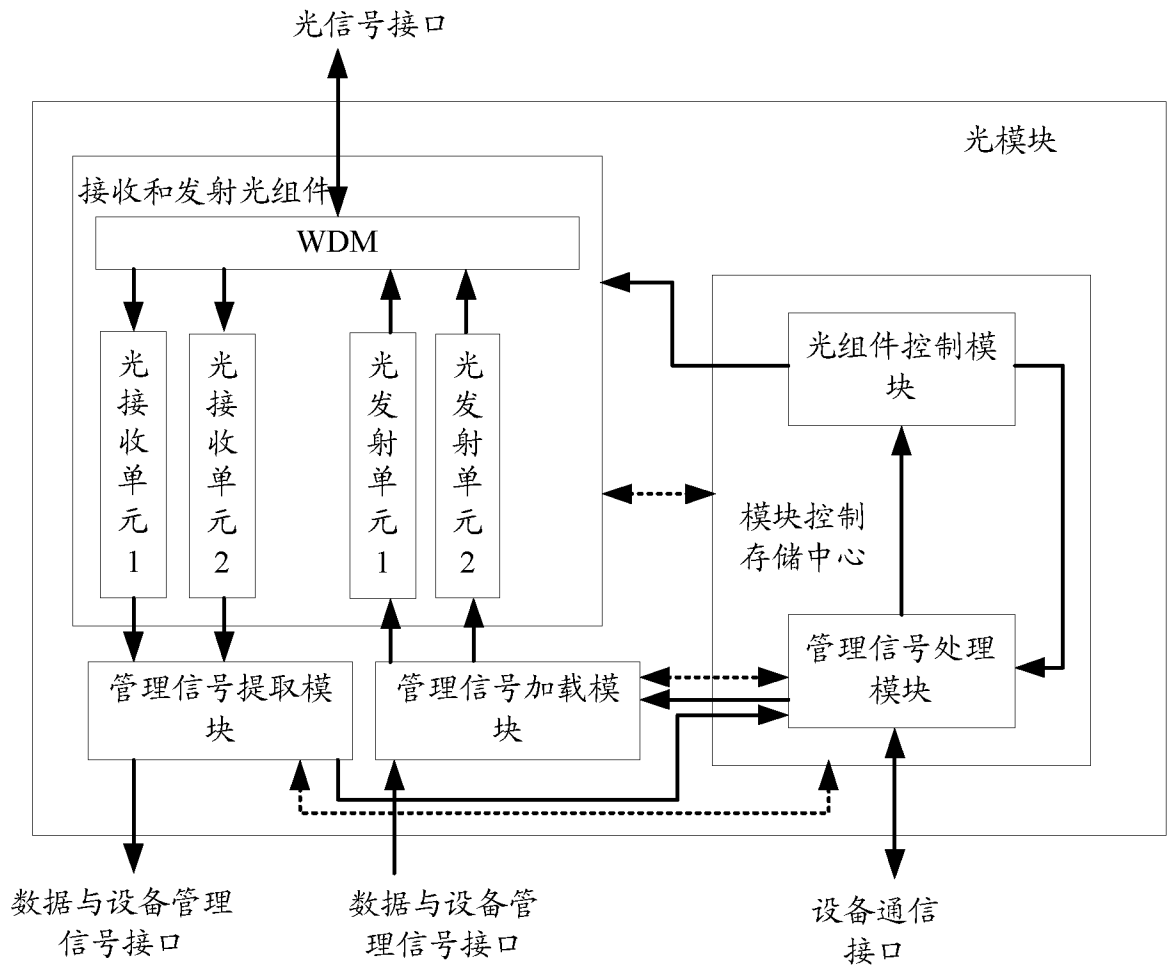 光信号接口
光模块
接收和发射光组件
WDM
光接收单元1
光接收单元2
光发射单元1
光发射单元2
光组件控制模
块
模块控制
存储中心
管理信号处理
模块
管理信号提取模
块
管理信号加载模
块
数据与设备管理
信号接口
数据与设备管
理信号接口
设备通信
接口